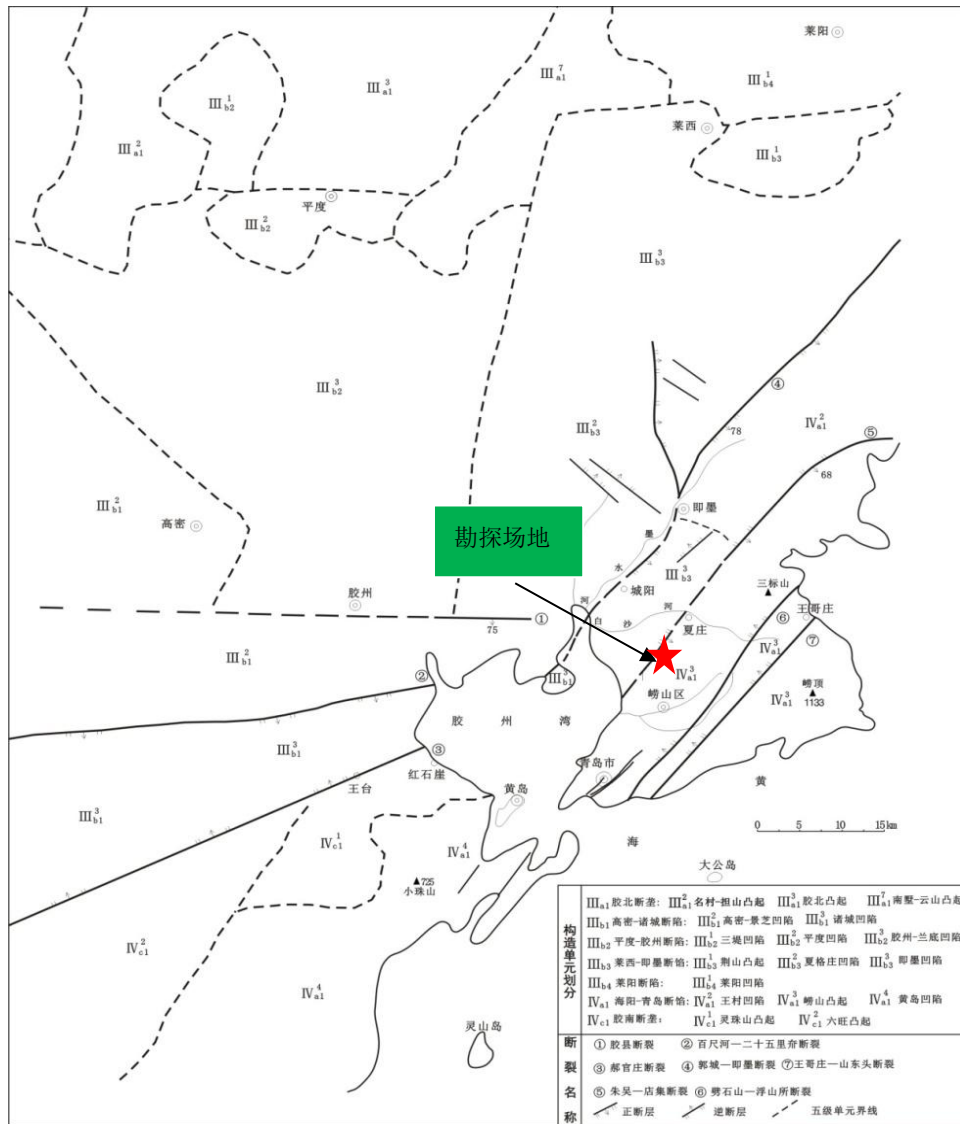 莱阳
Ⅲ³a1
Ⅲ⁷a1
Ⅲ¹b2
Ⅲ¹b4
莱西
Ⅲ²a1
Ⅲ¹b3
平度
Ⅲ²b2
Ⅲ³b3
Ⅲ³b2
④
Ⅳ²a1
78
⑤
Ⅲ²b3
68
Ⅲ²b1
高密
即墨
勘探场地
墨
水
河
Ⅲ³b3
城阳
三标山
胶州
白沙河
夏庄
王哥庄
75
①
⑥
⑦
Ⅲ²b1
Ⅳ³a1
Ⅳ³a1
②
Ⅲ³b1
崂山区
Ⅳ³a1
崂顶
1133
胶州湾
Ⅲ³b1
③
红石崖
王台
青岛市
黄
Ⅲ³b1
黄岛
0 5 10 15km
Ⅳ¹c1
海
Ⅳ⁴a1
725
小珠山
大公岛
Ⅳ²c1
Ⅳ⁴a1
灵山岛
构造单元划分
Ⅲa1 胶北断垄: Ⅲ²a1 名村-担山凸起 Ⅲ³a1 胶北凸起 Ⅲ⁷a1 南墅-云山凸起
Ⅲb1 高密-诸城断陷: Ⅲ²b1 高密-景芝凹陷 Ⅲ³b1 诸城凹陷
Ⅲb2 平度-胶州断陷: Ⅲ¹b2 三堤凹陷 Ⅲ²b2 平度凹陷 Ⅲ³b2 胶州-兰底凹陷
Ⅲb3 莱西-即墨断馅: Ⅲ¹b3 荆山凸起 Ⅲ²b3 夏格庄凹陷 Ⅲ³b3 即墨凹陷
Ⅲb4 莱阳断陷: Ⅲ¹b4 莱阳凹陷
Ⅳa1 海阳-青岛断馅: Ⅳ²a1 王村凹陷 Ⅳ³a1 崂山凸起 Ⅳ⁴a1 黄岛凹陷
Ⅳc1 胶南断垄: Ⅳ¹c1 灵珠山凸起 Ⅳ²c1 六旺凸起
断裂名称
① 胶县断裂 ② 百尺河—二十五里夼断裂
③ 郝官庄断裂 ④ 郭城—即墨断裂 ⑦王哥庄—山东头断裂
⑤ 朱吴—店集断裂 ⑥ 劈石山—浮山所断裂
正断层 逆断层 五级单元界线